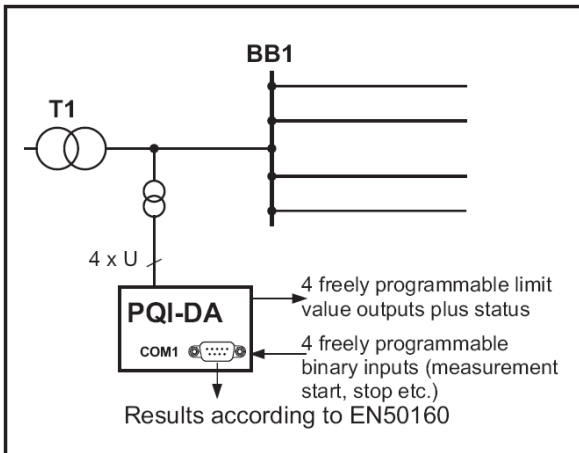 BB1
T1
4 x U
PQI-DA
COM1
4 freely programmable limit
value outputs plus status
4 freely programmable
binary inputs (measurement
start, stop etc.)
Results according to EN50160